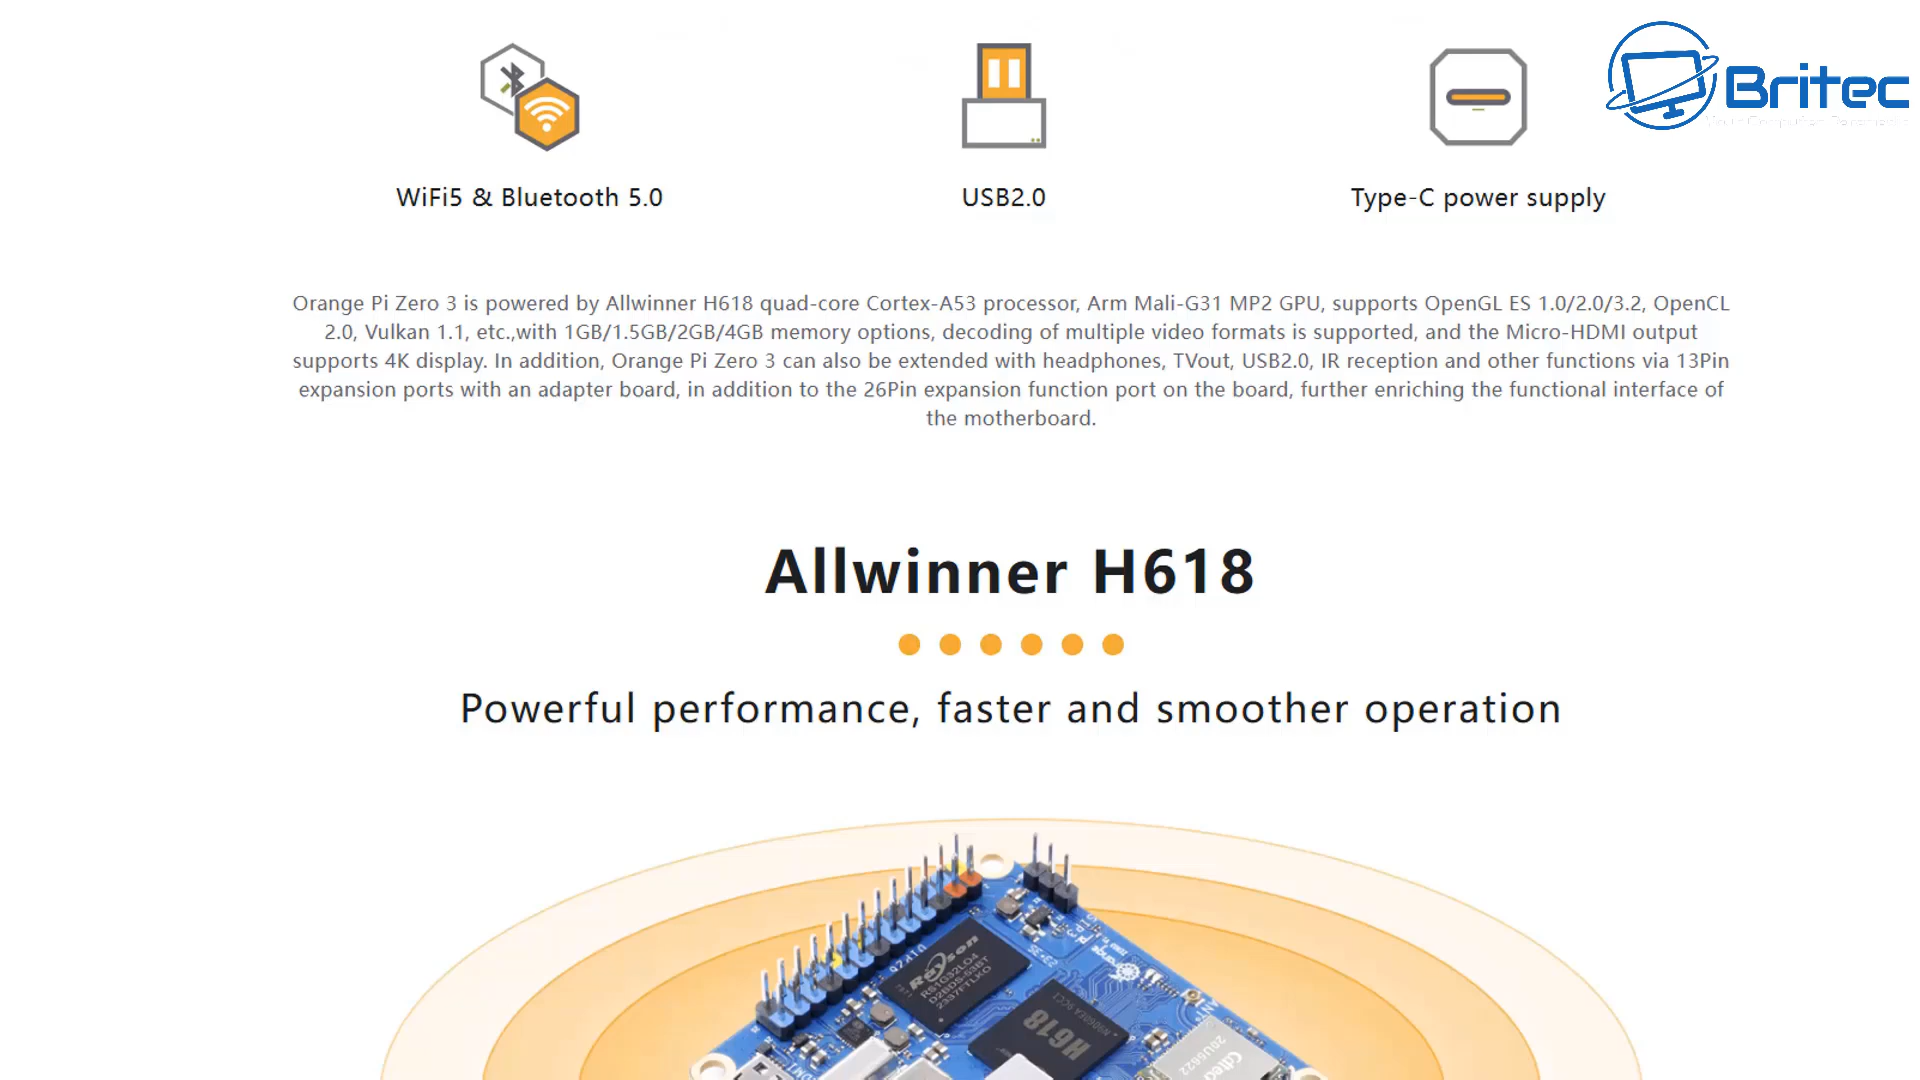 Britec
WiFi5 & Bluetooth 5.0
USB2.0
Type-C power supply
Orange Pi Zero 3 is powered by Allwinner H618 quad-core Cortex-A53 processor, Arm Mali-G31 MP2 GPU, supports OpenGL ES 1.0/2.0/3.2, OpenCL
2.0, Vulkan 1.1, etc.,with 1GB/1.5GB/2GB/4GB memory options, decoding of multiple video formats is supported, and the Micro-HDMI output
supports 4K display. In addition, Orange Pi Zero 3 can also be extended with headphones, TVout, USB2.0, IR reception and other functions via 13Pin
expansion ports with an adapter board, in addition to the 26Pin expansion function port on the board, further enriching the functional interface of
the motherboard.
Allwinner H618
Powerful performance, faster and smoother operation
Rayson
RS1G32LO4
D2BDS-53BT
2337FTLKO
H618
20U5622